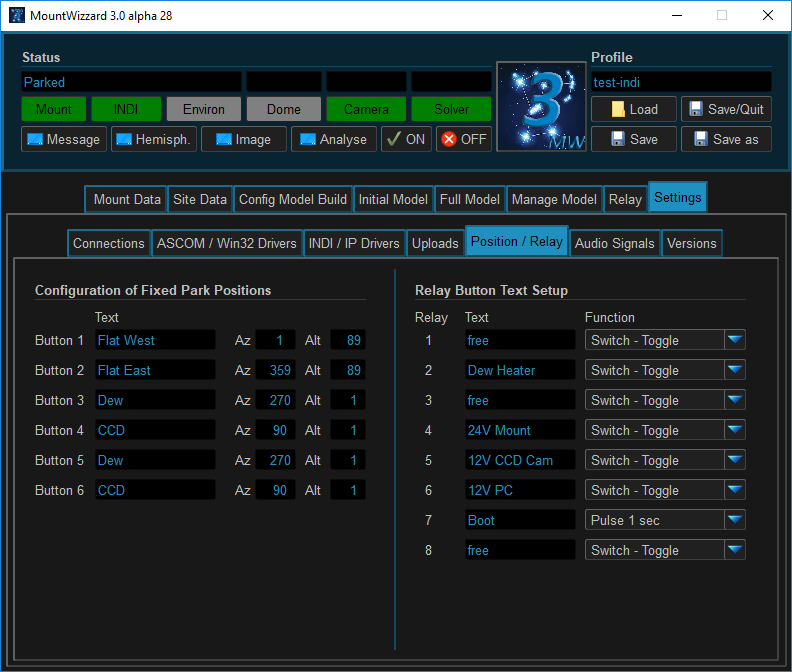 MountWizzard 3.0 alpha 28
Status
Profile
Parked
test-indi
Mount INDI Environ Dome Camera Solver
3 MW
Load Save/Quit
Message Hemisph. Image Analyse ON OFF
Save Save as
Mount Data Site Data Config Model Build Initial Model Full Model Manage Model Relay Settings
Connections ASCOM / Win32 Drivers INDI / IP Drivers Uploads Position / Relay Audio Signals Versions
Configuration of Fixed Park Positions
Text
Button 1 Flat West Az 1 Alt 89
Button 2 Flat East Az 359 Alt 89
Button 3 Dew Az 270 Alt 1
Button 4 CCD Az 90 Alt 1
Button 5 Dew Az 270 Alt 1
Button 6 CCD Az 90 Alt 1
Relay Button Text Setup
Relay Text Function
1 free Switch - Toggle
2 Dew Heater Switch - Toggle
3 free Switch - Toggle
4 24V Mount Switch - Toggle
5 12V CCD Cam Switch - Toggle
6 12V PC Switch - Toggle
7 Boot Pulse 1 sec
8 free Switch - Toggle